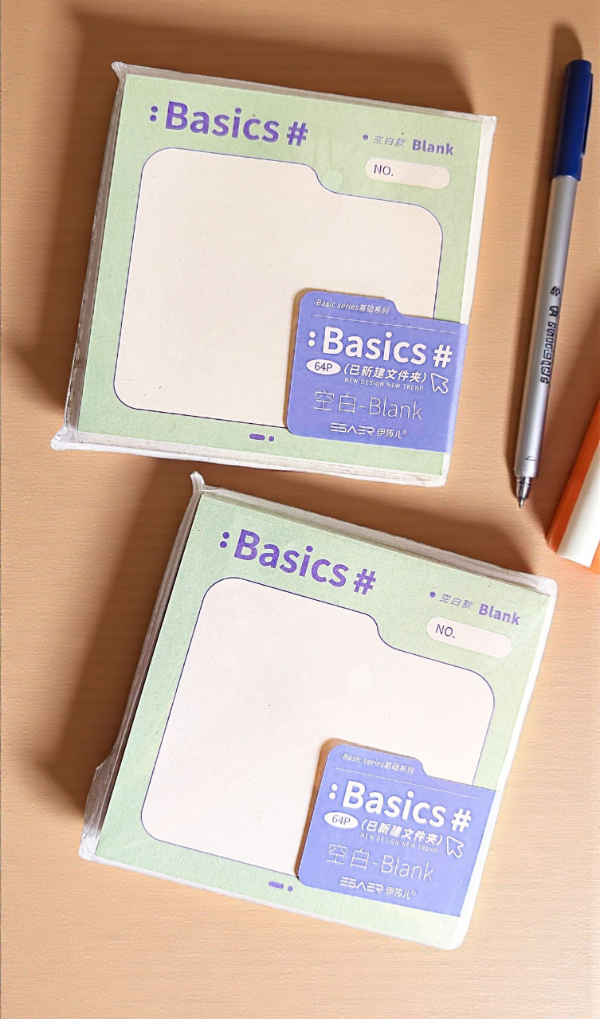 :Basics #
• 空白款 Blank
NO.
Basic series基础系列
:Basics #
64P (已新建文件夹)
NEW DESIGN NEW TREND
空白-Blank
伊莎儿®
:Basics #
• 空白款 Blank
NO.
Basic series基础系列
:Basics #
64P (已新建文件夹)
NEW DESIGN NEW TREND
空白-Blank
伊莎儿®